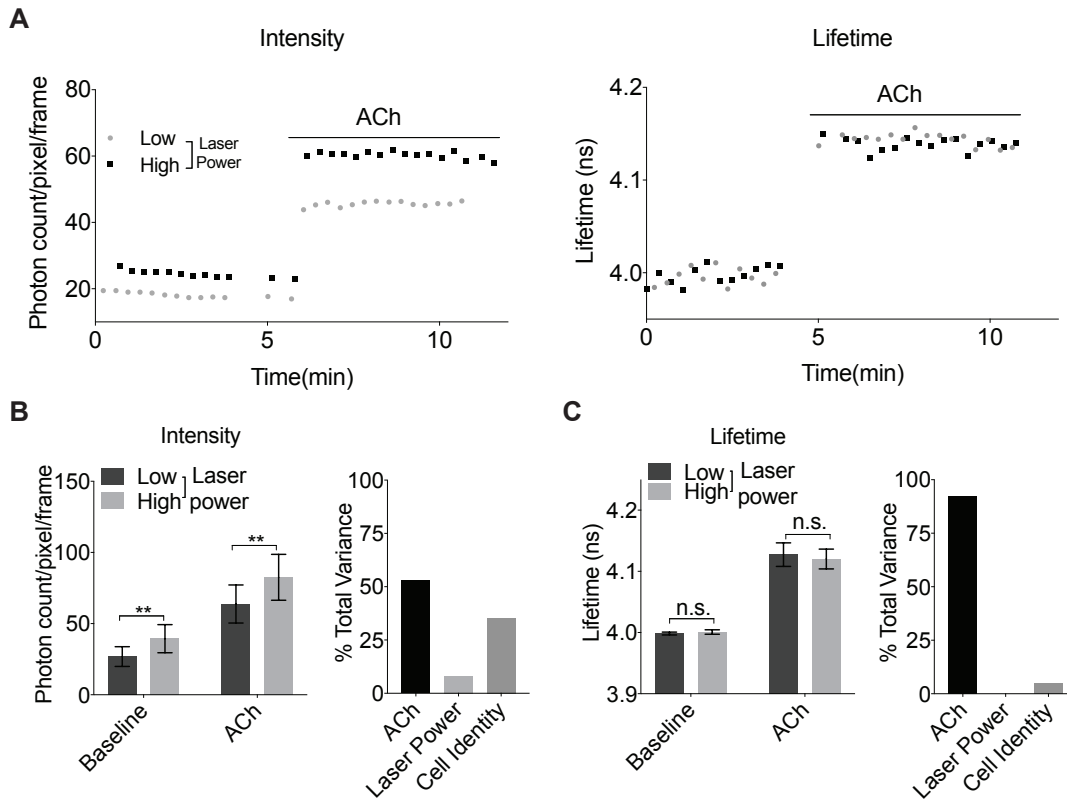 A
Intensity
Photon count/pixel/frame
80
60
40
20
0
5
10
Time(min)
Low
High
Laser
Power
ACh
Lifetime
Lifetime (ns)
4.2
4.1
4.0
0
5
10
Time(min)
ACh
B
Intensity
Low
High
Laser
power
Photon count/pixel/frame
150
100
50
0
**
**
Baseline
ACh
% Total Variance
100
75
50
25
0
ACh
Laser Power
Cell Identity
C
Lifetime
Low
High
Laser
power
Lifetime (ns)
4.2
4.1
4.0
3.9
n.s.
n.s.
Baseline
ACh
% Total Variance
100
75
50
25
0
ACh
Laser Power
Cell Identity